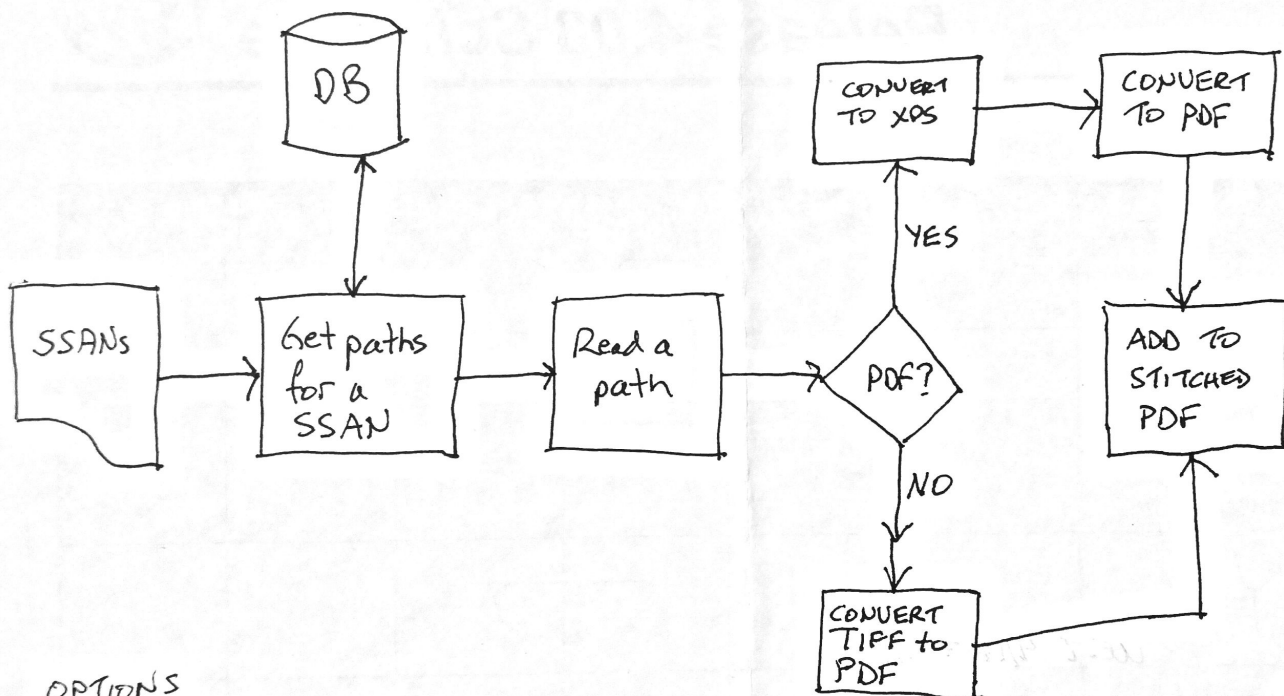 DB
SSANs
Get paths
for a
SSAN
Read a
path
PDF?
YES
CONVERT
TO XPS
CONVERT
TO PDF
ADD TO
STITCHED
PDF
NO
CONVERT
TIFF to
PDF
OPTIONS